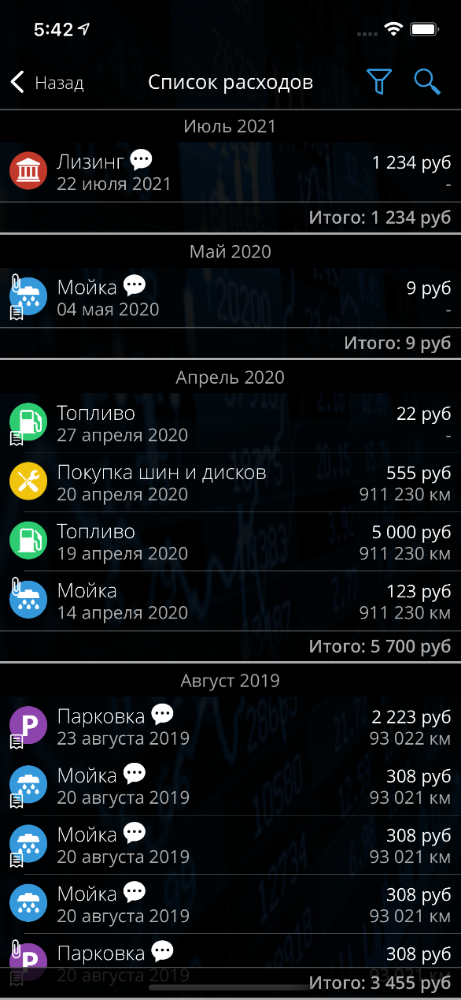 5:42
Назад
Список расходов
Июль 2021
Лизинг
1 234 руб
22 июля 2021
-
Итого: 1 234 руб
Май 2020
Мойка
9 руб
04 мая 2020
-
Итого: 9 руб
Апрель 2020
Топливо
22 руб
27 апреля 2020
-
Покупка шин и дисков
555 руб
20 апреля 2020
911 230 км
Топливо
5 000 руб
19 апреля 2020
911 230 км
Мойка
123 руб
14 апреля 2020
911 230 км
Итого: 5 700 руб
Август 2019
P
Парковка
2 223 руб
23 августа 2019
93 022 км
Мойка
308 руб
20 августа 2019
93 021 км
Мойка
308 руб
20 августа 2019
93 021 км
Мойка
308 руб
20 августа 2019
93 021 км
P
Парковка
308 руб
20 августа 2019
93 021 км
Итого: 3 455 руб